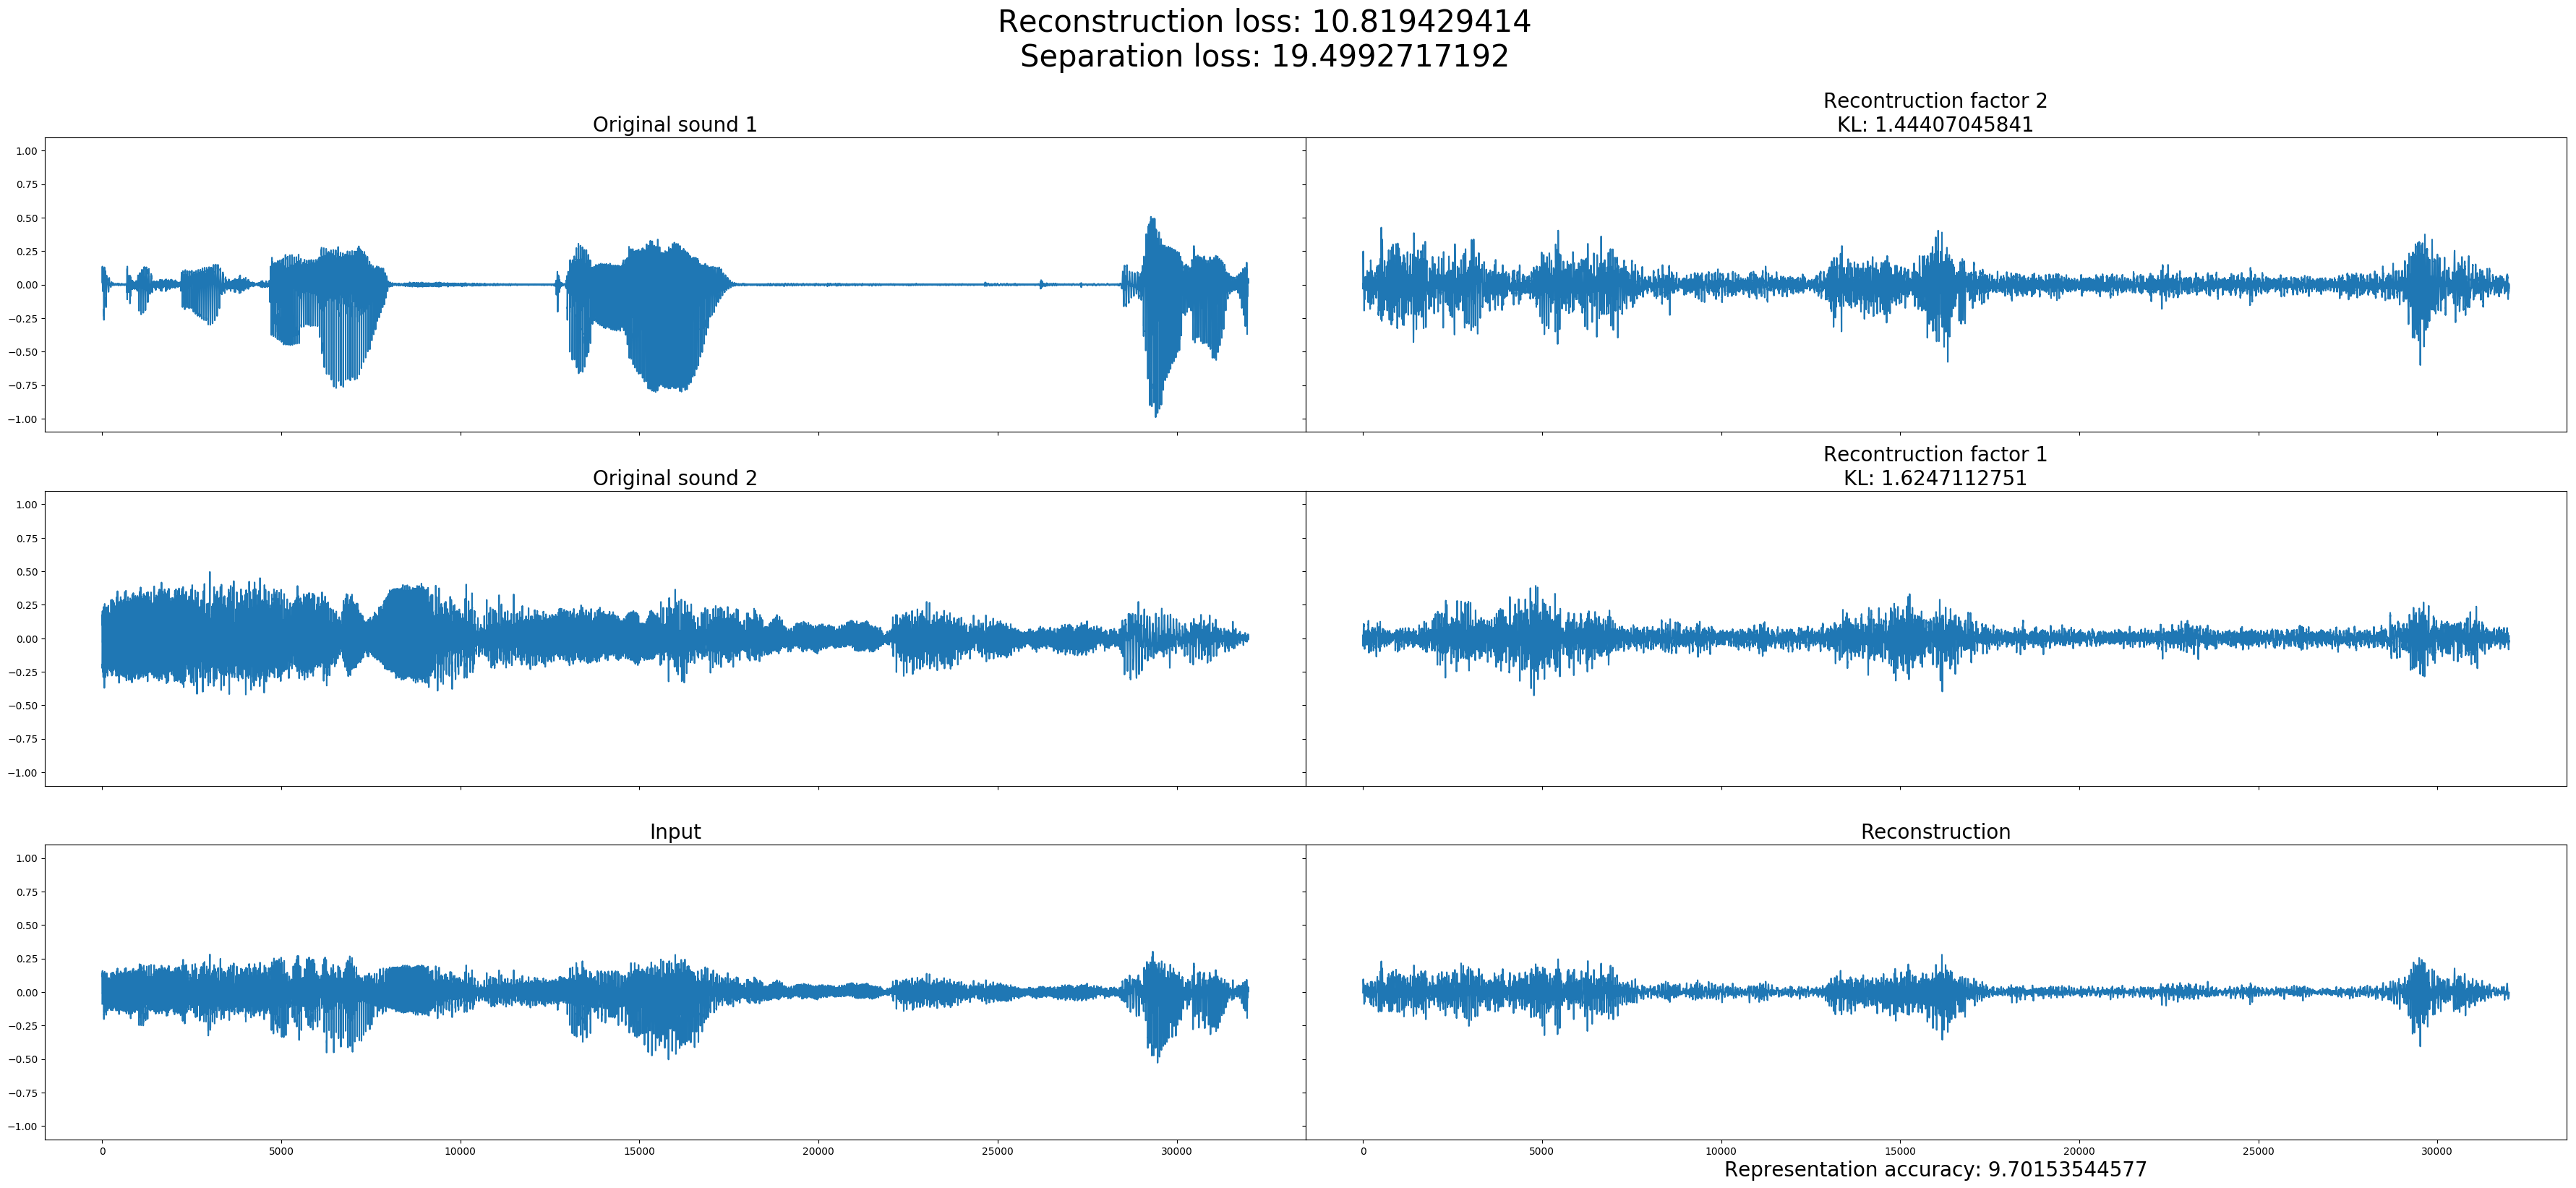 Reconstruction loss: 10.819429414
Separation loss: 19.4992717192
Original sound 1
Recontruction factor 2
KL: 1.44407045841
1.00
0.75
0.50
0.25
0.00
−0.25
−0.50
−0.75
−1.00
Original sound 2
Recontruction factor 1
KL: 1.6247112751
1.00
0.75
0.50
0.25
0.00
−0.25
−0.50
−0.75
−1.00
Input
Reconstruction
1.00
0.75
0.50
0.25
0.00
−0.25
−0.50
−0.75
−1.00
0 5000 10000 15000 20000 25000 30000
0 5000 10000 15000 20000 25000 30000
Representation accuracy: 9.70153544577